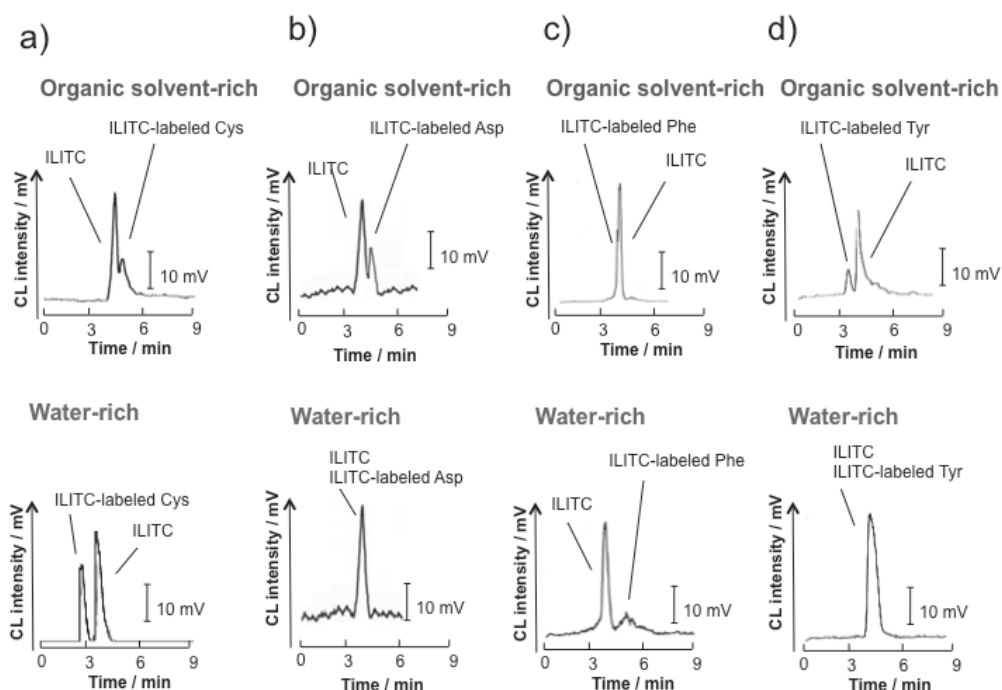 a)
Organic solvent-rich
ILITC-labeled Cys
ILITC
CL intensity / mV
10 mV
0 3 6 9
Time / min
b)
Organic solvent-rich
ILITC-labeled Asp
ILITC
CL intensity / mV
10 mV
0 3 6 9
Time / min
c)
Organic solvent-rich
ILITC-labeled Phe
ILITC
CL intensity / mV
10 mV
0 3 6 9
Time / min
d)
Organic solvent-rich
ILITC-labeled Tyr
ILITC
CL intensity / mV
10 mV
0 3 6 9
Time / min
Water-rich
ILITC-labeled Cys
ILITC
CL intensity / mV
10 mV
0 3 6 9
Time / min
Water-rich
ILITC
ILITC-labeled Asp
CL intensity / mV
10 mV
0 3 6 9
Time / min
Water-rich
ILITC-labeled Phe
ILITC
CL intensity / mV
10 mV
0 3 6 9
Time / min
Water-rich
ILITC
ILITC-labeled Tyr
CL intensity / mV
10 mV
0 3 6 9
Time / min